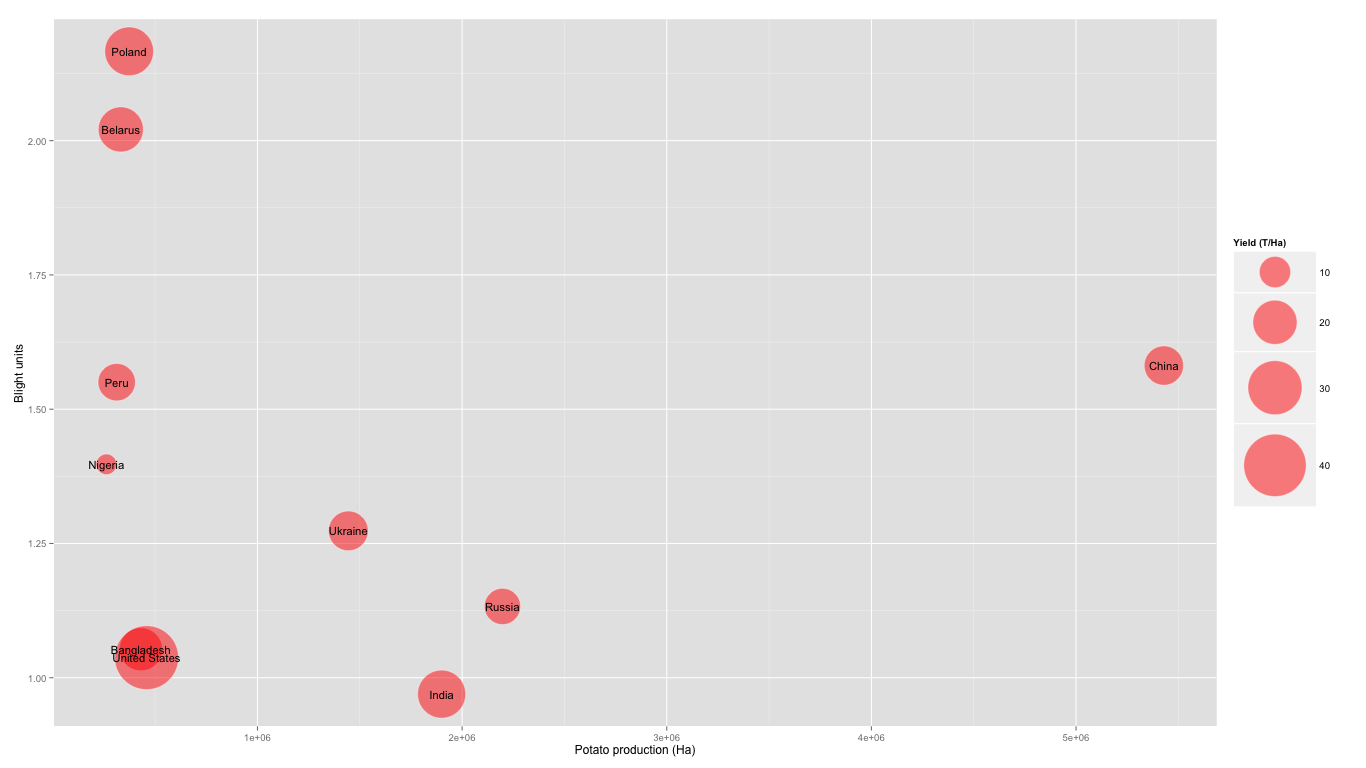 Poland
Belarus
2.00
1.75
Yield (T/Ha)
10
20
30
40
Blight units
China
Peru
1.50
Nigeria
Ukraine
1.25
Russia
Bangladesh
United States
1.00
India
1e+06
2e+06
3e+06
4e+06
5e+06
Potato production (Ha)